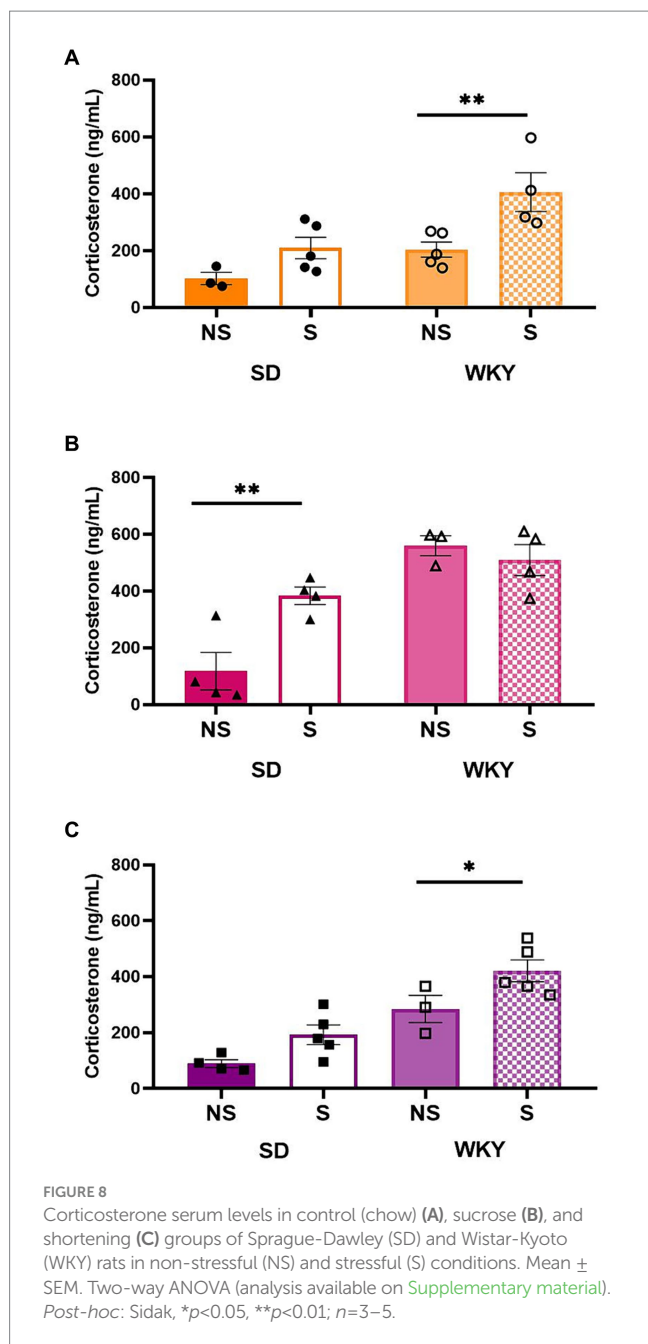 A
Corticosterone (ng/mL)
800
600
400
200
0
**
NS
S
NS
S
SD
WKY
B
Corticosterone (ng/mL)
800
600
400
200
0
**
NS
S
NS
S
SD
WKY
C
Corticosterone (ng/mL)
800
600
400
200
0
*
NS
S
NS
S
SD
WKY
FIGURE 8
Corticosterone serum levels in control (chow) (A), sucrose (B), and
shortening (C) groups of Sprague-Dawley (SD) and Wistar-Kyoto
(WKY) rats in non-stressful (NS) and stressful (S) conditions. Mean ±
SEM. Two-way ANOVA (analysis available on Supplementary material).
Post-hoc: Sidak, *p<0.05, **p<0.01; n=3–5.